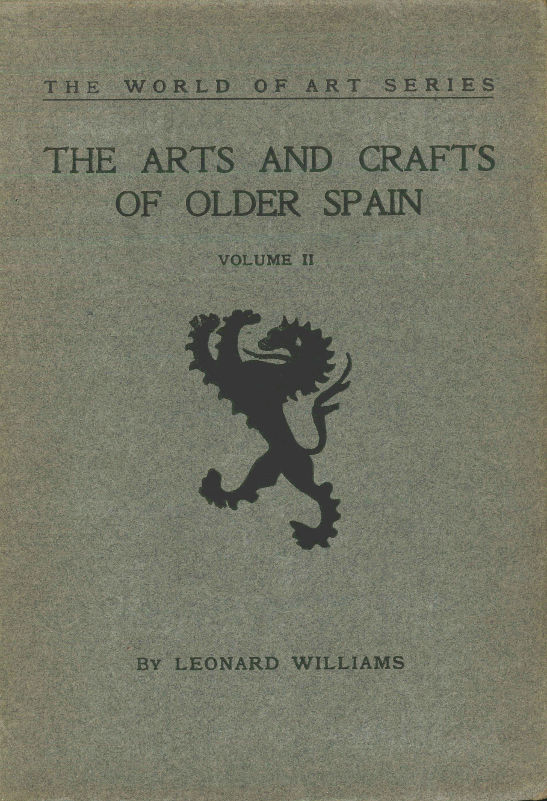 THE WORLD OF ART SERIES
THE ARTS AND CRAFTS
OF OLDER SPAIN
VOLUME II
BY LEONARD WILLIAMS